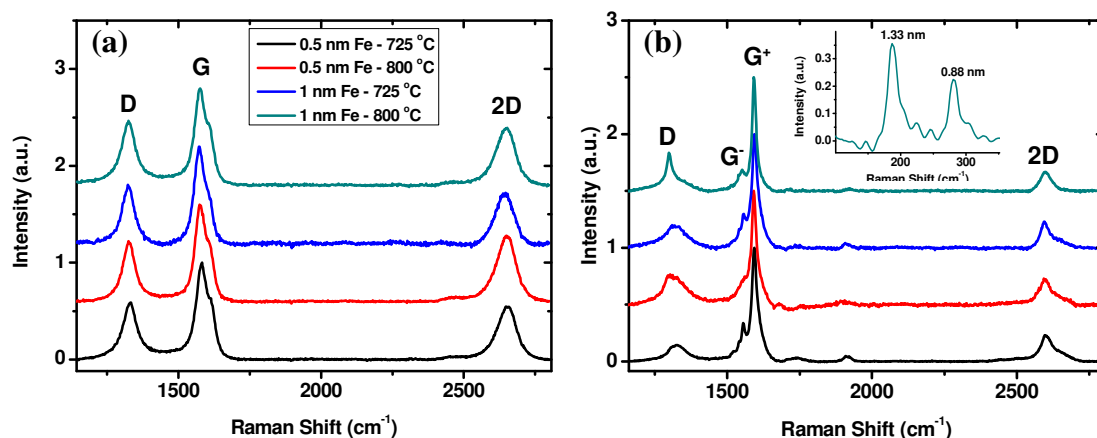 (a)
0.5 nm Fe - 725 °C
0.5 nm Fe - 800 °C
1 nm Fe - 725 °C
1 nm Fe - 800 °C
D
G
2D
3
2
1
0
Intensity (a.u.)
1500
2000
2500
Raman Shift (cm⁻¹)
(b)
D
G⁻
G⁺
2D
3
2
1
0
Intensity (a.u.)
1500
2000
2500
Raman Shift (cm⁻¹)
1.33 nm
0.88 nm
0.3
0.2
0.1
0.0
Intensity (a.u.)
200
300
Raman Shift (cm⁻¹)